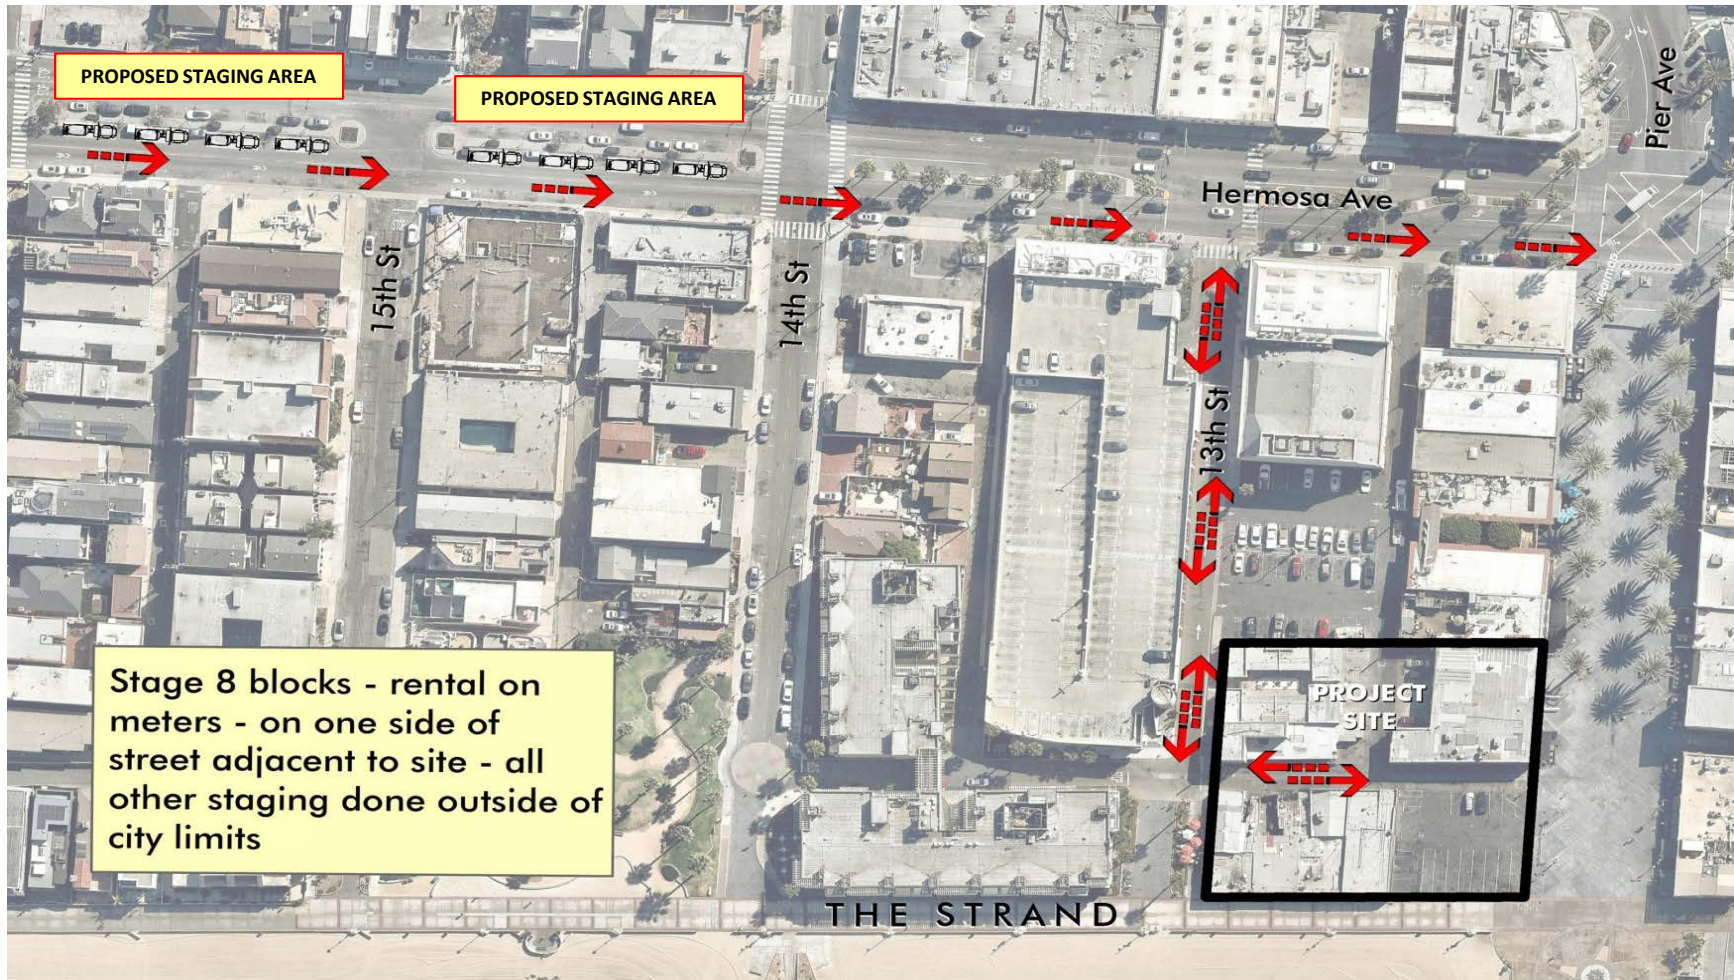 PROPOSED STAGING AREA
PROPOSED STAGING AREA
Pier Ave
Hermosa Ave
15th St
14th St
13th St
PROJECT
SITE
Stage 8 blocks - rental on
meters - on one side of
street adjacent to site - all
other staging done outside of
city limits
THE STRAND